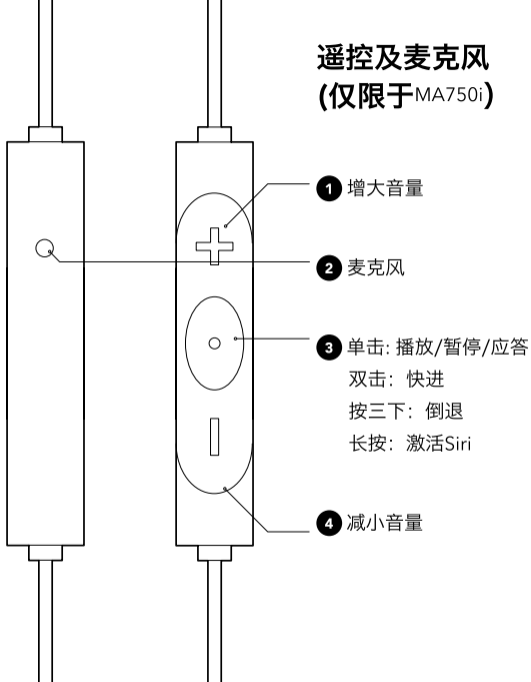 遥控及麦克风
(仅限于MA750i)
1 增大音量
2 麦克风
3 单击: 播放/暂停/应答
双击：快进
按三下：倒退
长按：激活Siri
4 减小音量